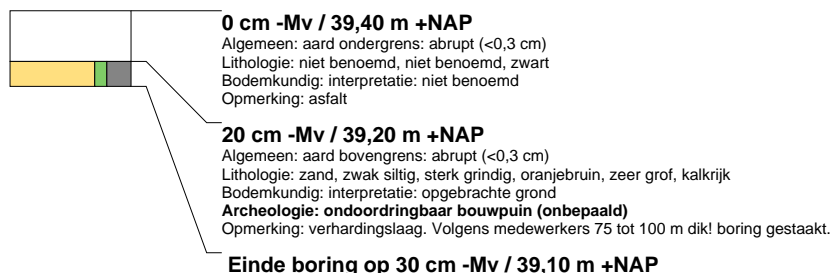 0 cm -Mv / 39,40 m +NAP
Algemeen: aard ondergrens: abrupt (<0,3 cm)
Lithologie: niet benoemd, niet benoemd, zwart
Bodemkundig: interpretatie: niet benoemd
Opmerking: asfalt
20 cm -Mv / 39,20 m +NAP
Algemeen: aard bovengrens: abrupt (<0,3 cm)
Lithologie: zand, zwak siltig, sterk grindig, oranjebruin, zeer grof, kalkrijk
Bodemkundig: interpretatie: opgebrachte grond
Archeologie: ondoordringbaar bouwpuin (onbepaald)
Opmerking: verhardingslaag. Volgens medewerkers 75 tot 100 m dik! boring gestaakt.
Einde boring op 30 cm -Mv / 39,10 m +NAP